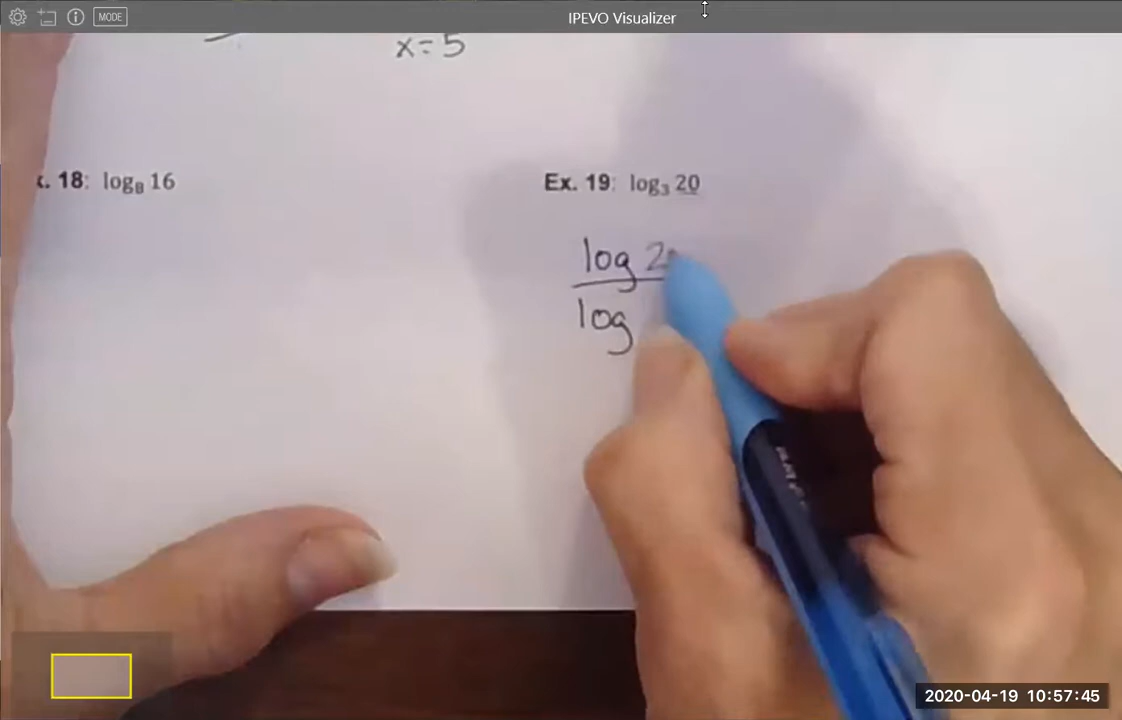 MODE
IPEVO Visualizer
x = 5
x. 18: log₈ 16
Ex. 19: log₃ 20
log 2
log
2020-04-19 10:57:45